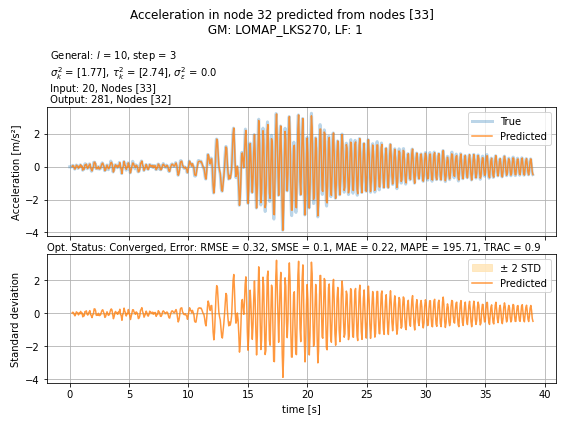 Acceleration in node 32 predicted from nodes [33]
GM: LOMAP_LKS270, LF: 1
General: l = 10, step = 3
σ²ₖ = [1.77], τ²ₖ = [2.74], σ²ε = 0.0
Input: 20, Nodes [33]
Output: 281, Nodes [32]
Acceleration [m/s²]
2
0
−2
−4
True
Predicted
Opt. Status: Converged, Error: RMSE = 0.32, SMSE = 0.1, MAE = 0.22, MAPE = 195.71, TRAC = 0.9
Standard deviation
2
0
−2
−4
± 2 STD
Predicted
0 5 10 15 20 25 30 35 40
time [s]